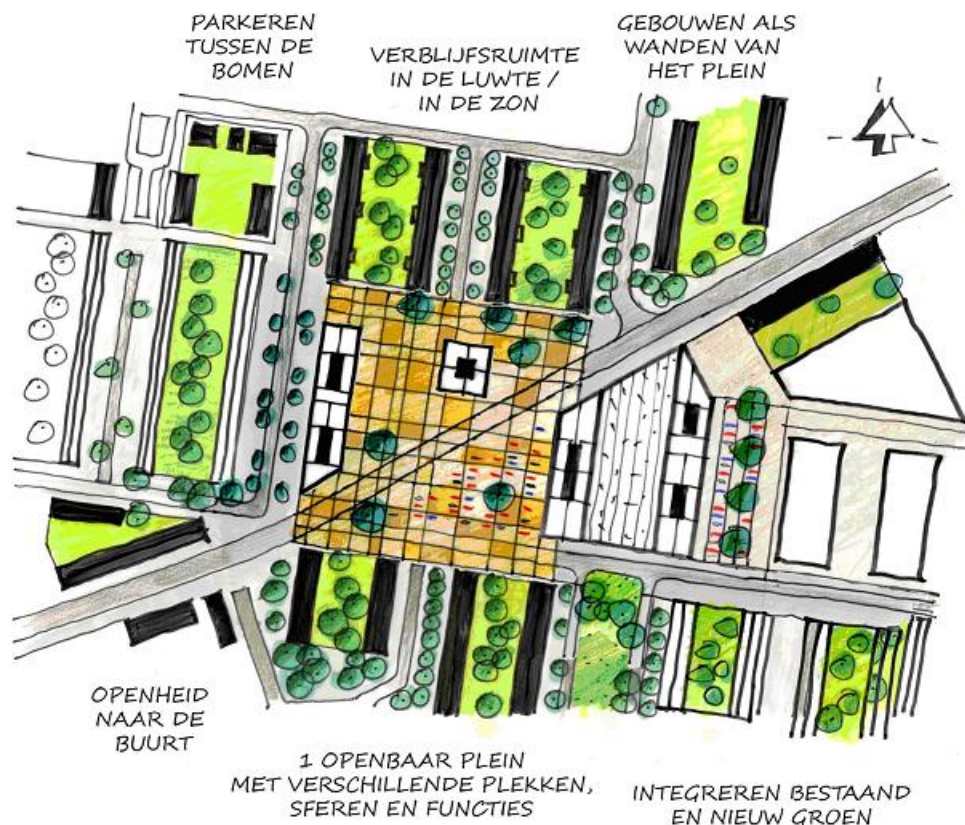 PARKEREN
TUSSEN DE
BOMEN
VERBLIJFSRUIMTE
IN DE LUWTE /
IN DE ZON
GEBOUWEN ALS
WANDEN VAN
HET PLEIN
OPENHEID
NAAR DE
BUURT
1 OPENBAAR PLEIN
MET VERSCHILLENDE PLEKKEN,
SFEREN EN FUNCTIES
INTEGREREN BESTAAND
EN NIEUW GROEN